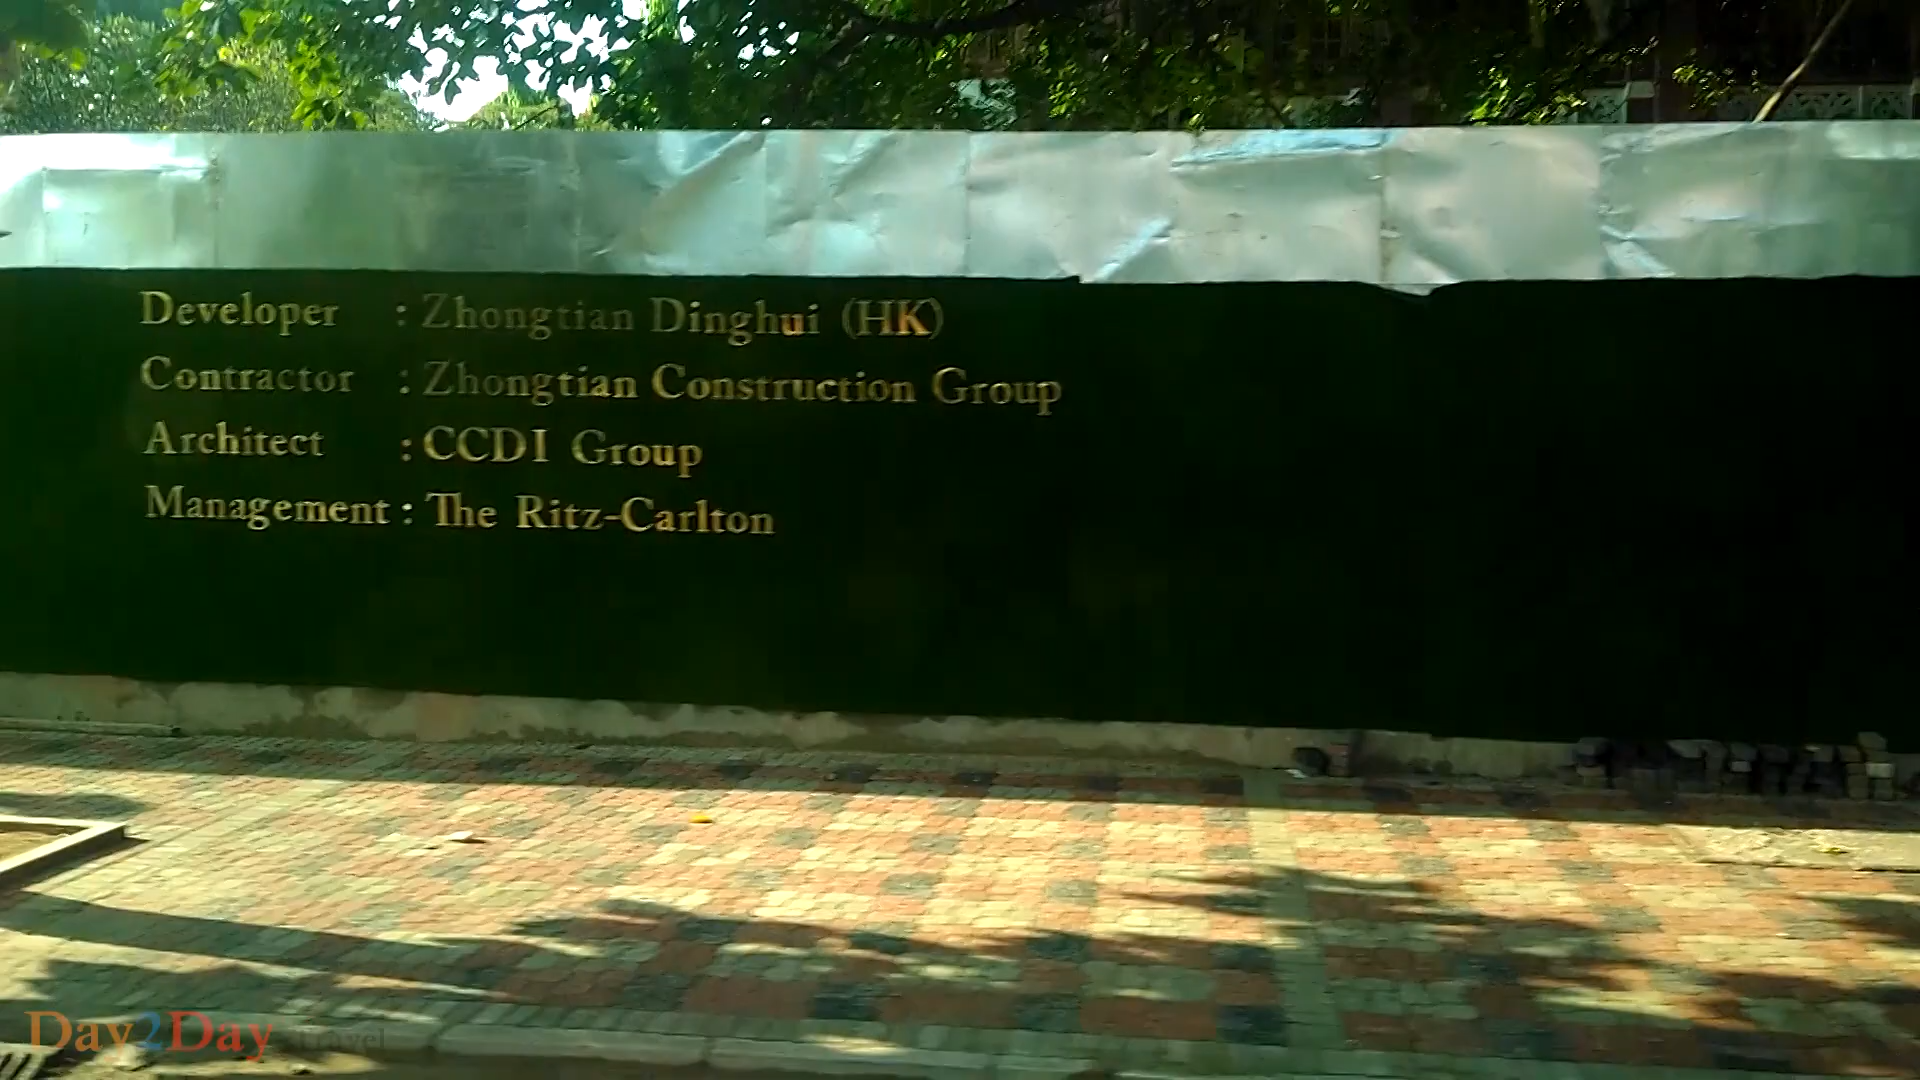 Developer : Zhongtian Dinghui (HK)
Contractor : Zhongtian Construction Group
Architect : CCDI Group
Management : The Ritz-Carlton
Day2Day travel